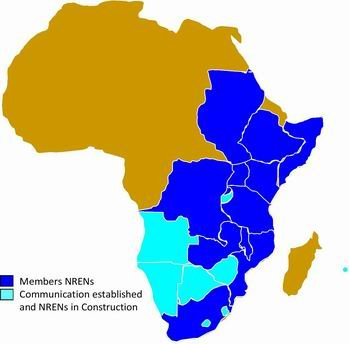 Members NRENs
Communication established
and NRENs in Construction